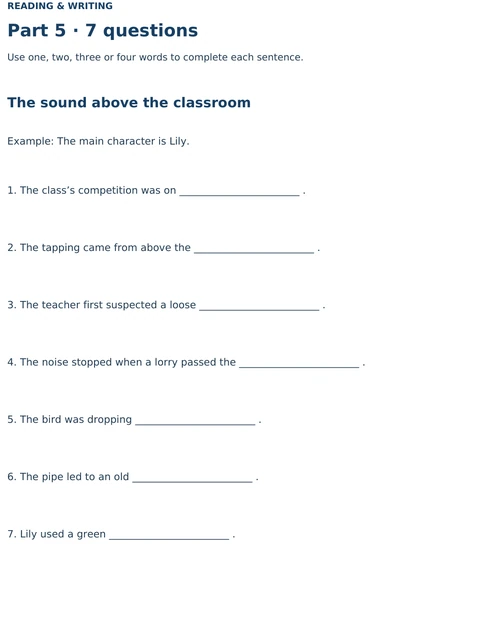 READING & WRITING
Part 5 · 7 questions
Use one, two, three or four words to complete each sentence.
The sound above the classroom
Example: The main character is Lily.
1. The class’s competition was on ________________________ .
2. The tapping came from above the ________________________ .
3. The teacher first suspected a loose ________________________ .
4. The noise stopped when a lorry passed the ________________________ .
5. The bird was dropping ________________________ .
6. The pipe led to an old ________________________ .
7. Lily used a green ________________________ .